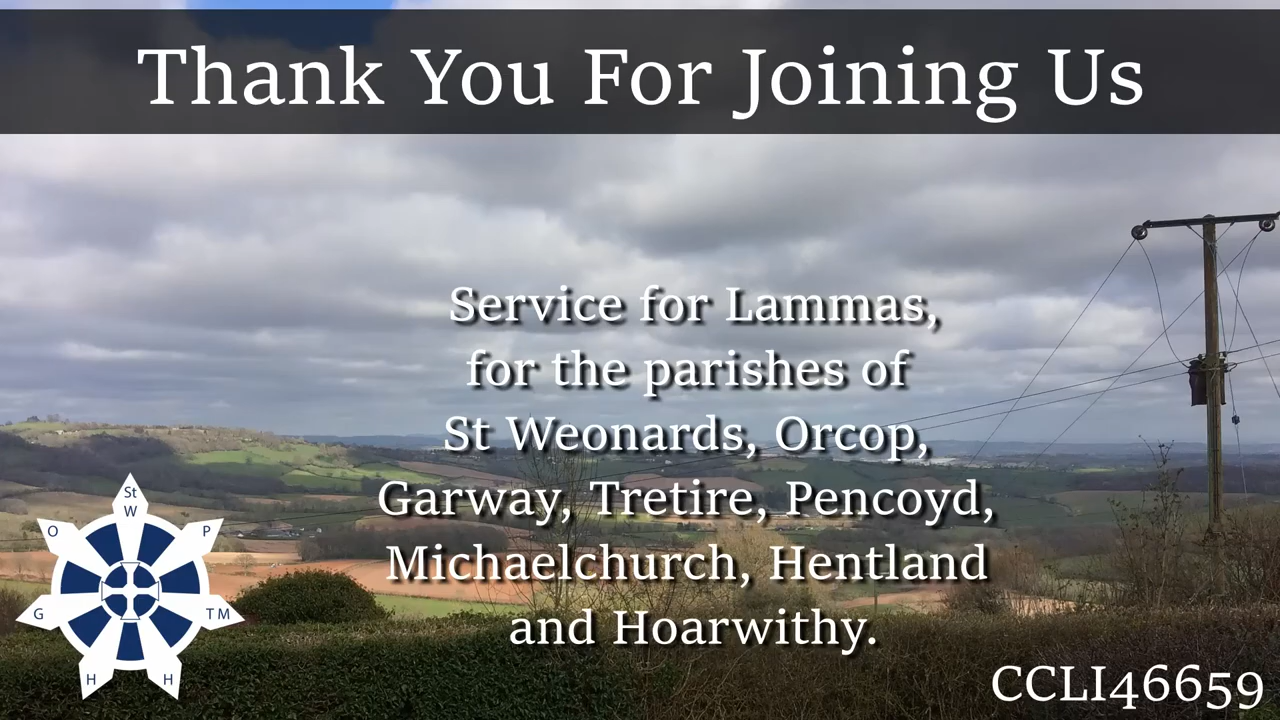 Thank You For Joining Us
Service for Lammas,
for the parishes of
St Weonards, Orcop,
Garway, Tretire, Pencoyd,
Michaelchurch, Hentland
and Hoarwithy.
St
W
O
P
G
TM
H
H
CCLI46659